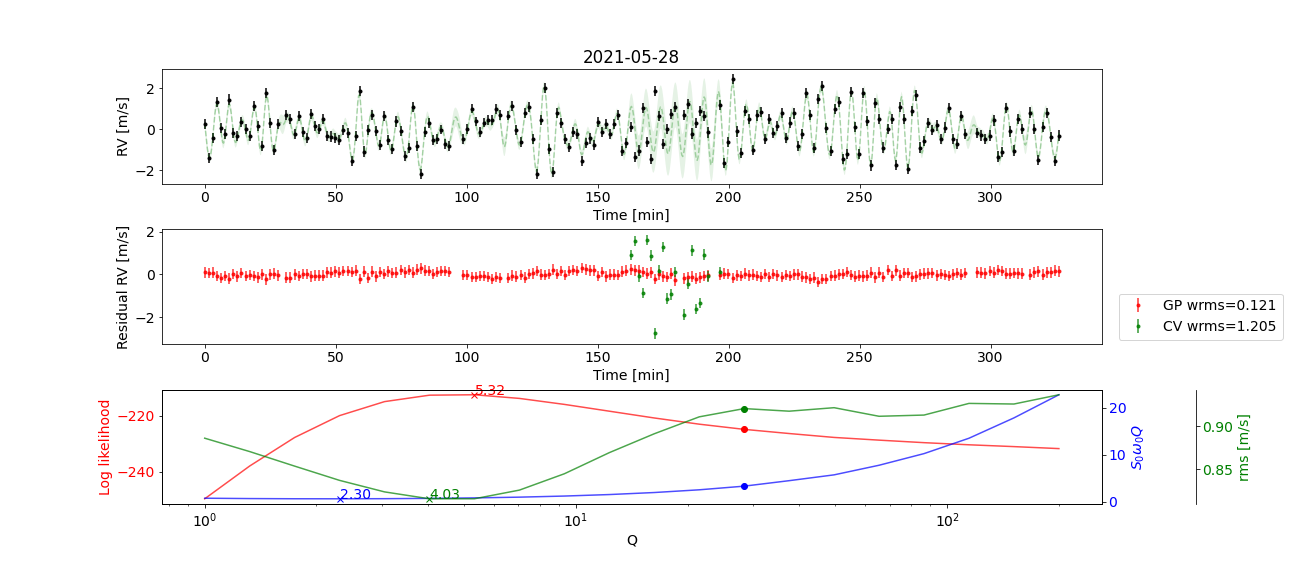 2021-05-28
RV [m/s]
2
0
−2
0 50 100 150 200 250 300
Time [min]
Residual RV [m/s]
2
0
−2
0 50 100 150 200 250 300
Time [min]
GP wrms=0.121
CV wrms=1.205
Log likelihood
−220
−240
5.32
2.30
4.03
20
10
0
S₀ω₀Q
0.90
0.85
rms [m/s]
10⁰ 10¹ 10²
Q